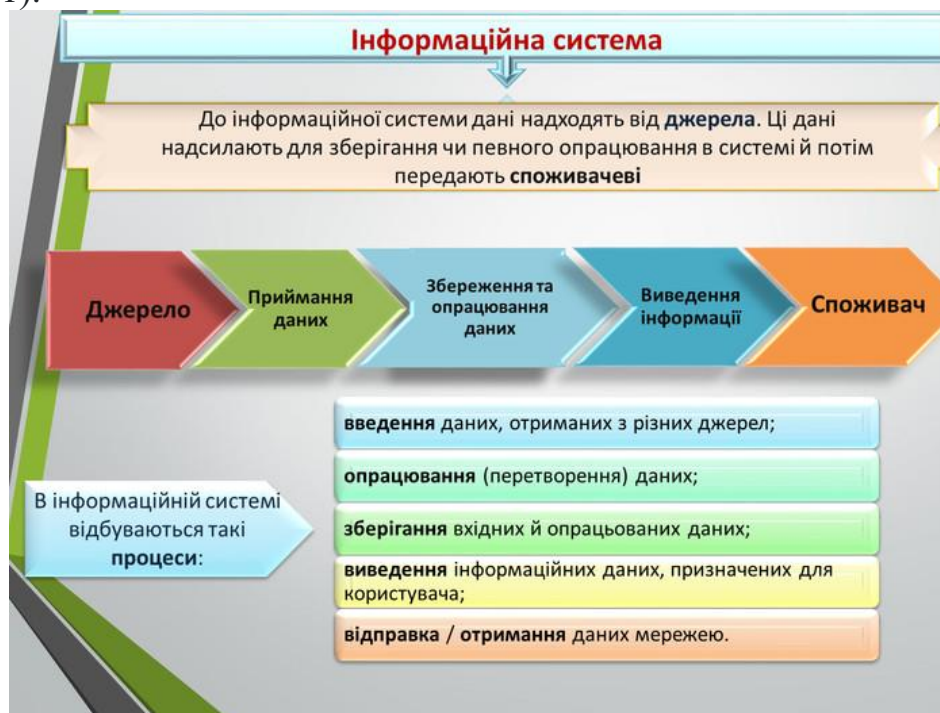 1).
Інформаційна система
До інформаційної системи дані надходять від джерела. Ці дані
надсилають для зберігання чи певного опрацювання в системі й потім
передають споживачеві
Джерело
Приймання
даних
Збереження та
опрацювання
даних
Виведення
інформації
Споживач
В інформаційній системі
відбуваються такі
процеси:
введення даних, отриманих з різних джерел;
опрацювання (перетворення) даних;
зберігання вхідних й опрацьованих даних;
виведення інформаційних даних, призначених для
користувача;
відправка / отримання даних мережею.